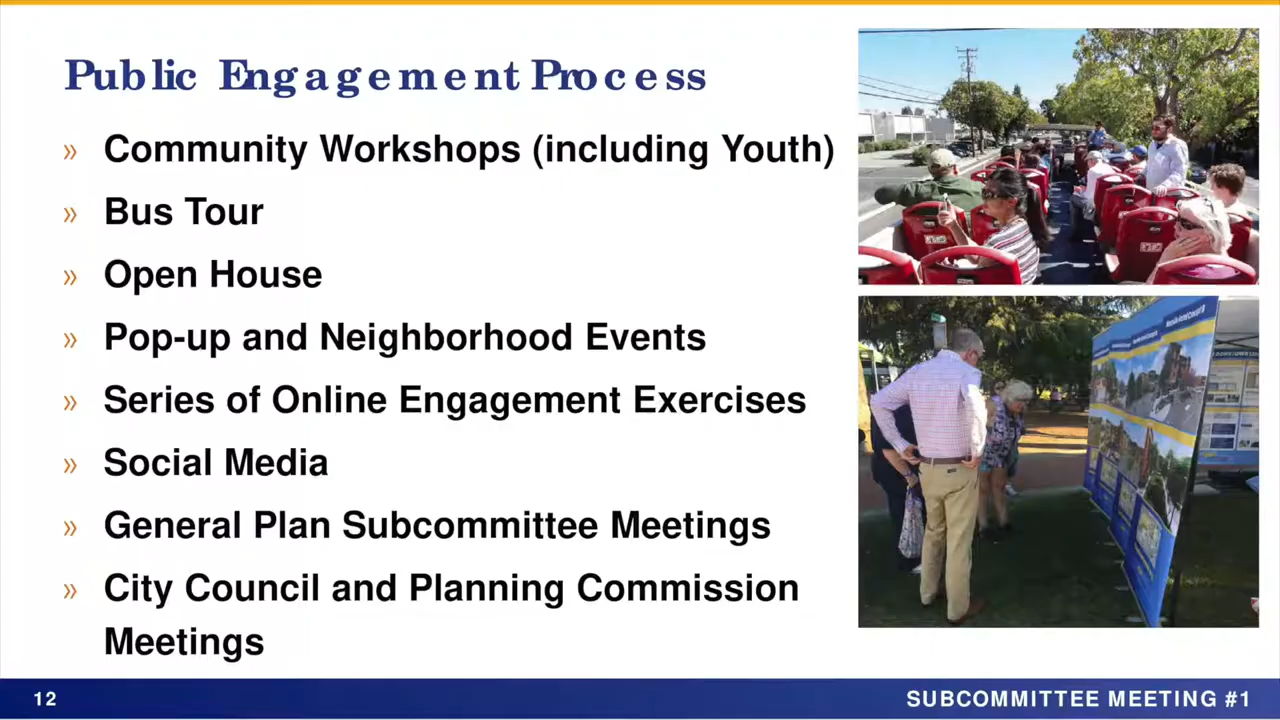 Public Engagement Process
» Community Workshops (including Youth)
» Bus Tour
» Open House
» Pop-up and Neighborhood Events
» Series of Online Engagement Exercises
» Social Media
» General Plan Subcommittee Meetings
» City Council and Planning Commission
Meetings
12
SUBCOMMITTEE MEETING #1